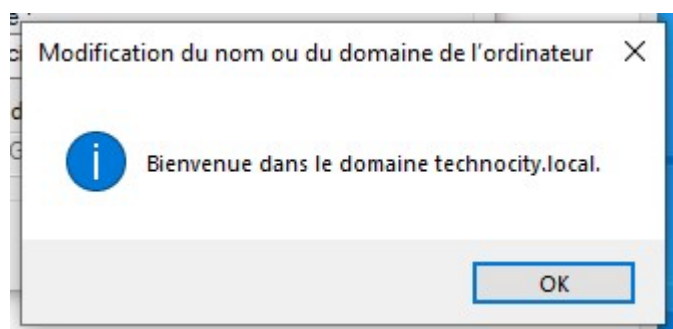 Modification du nom ou du domaine de l'ordinateur
Bienvenue dans le domaine technocity.local.
OK